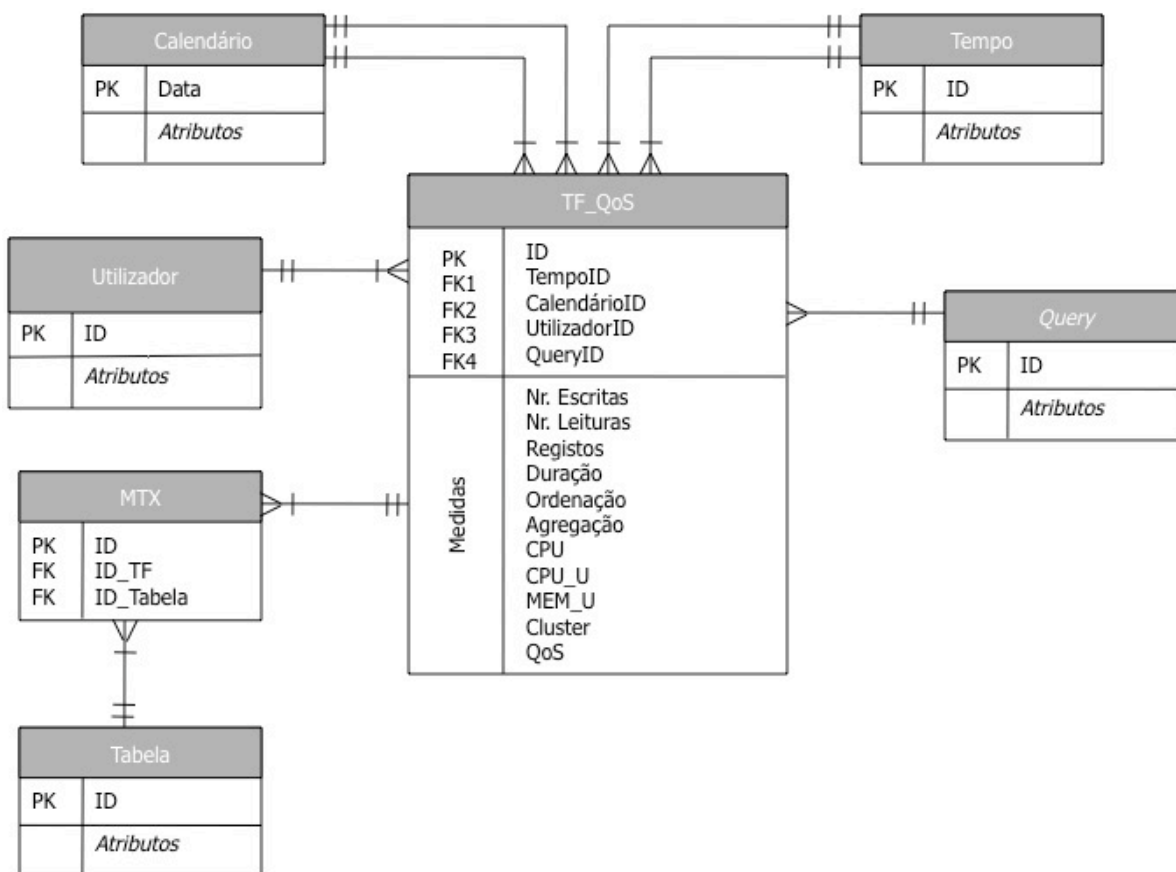 Calendário
PK Data
Atributos
Tempo
PK ID
Atributos
TF_QoS
PK ID
FK1 TempoID
FK2 CalendárioID
FK3 UtilizadorID
FK4 QueryID
Medidas
Nr. Escritas
Nr. Leituras
Registos
Duração
Ordenação
Agregação
CPU
CPU_U
MEM_U
Cluster
QoS
Utilizador
PK ID
Atributos
Query
PK ID
Atributos
MTX
PK ID
FK ID_TF
FK ID_Tabela
Tabela
PK ID
Atributos